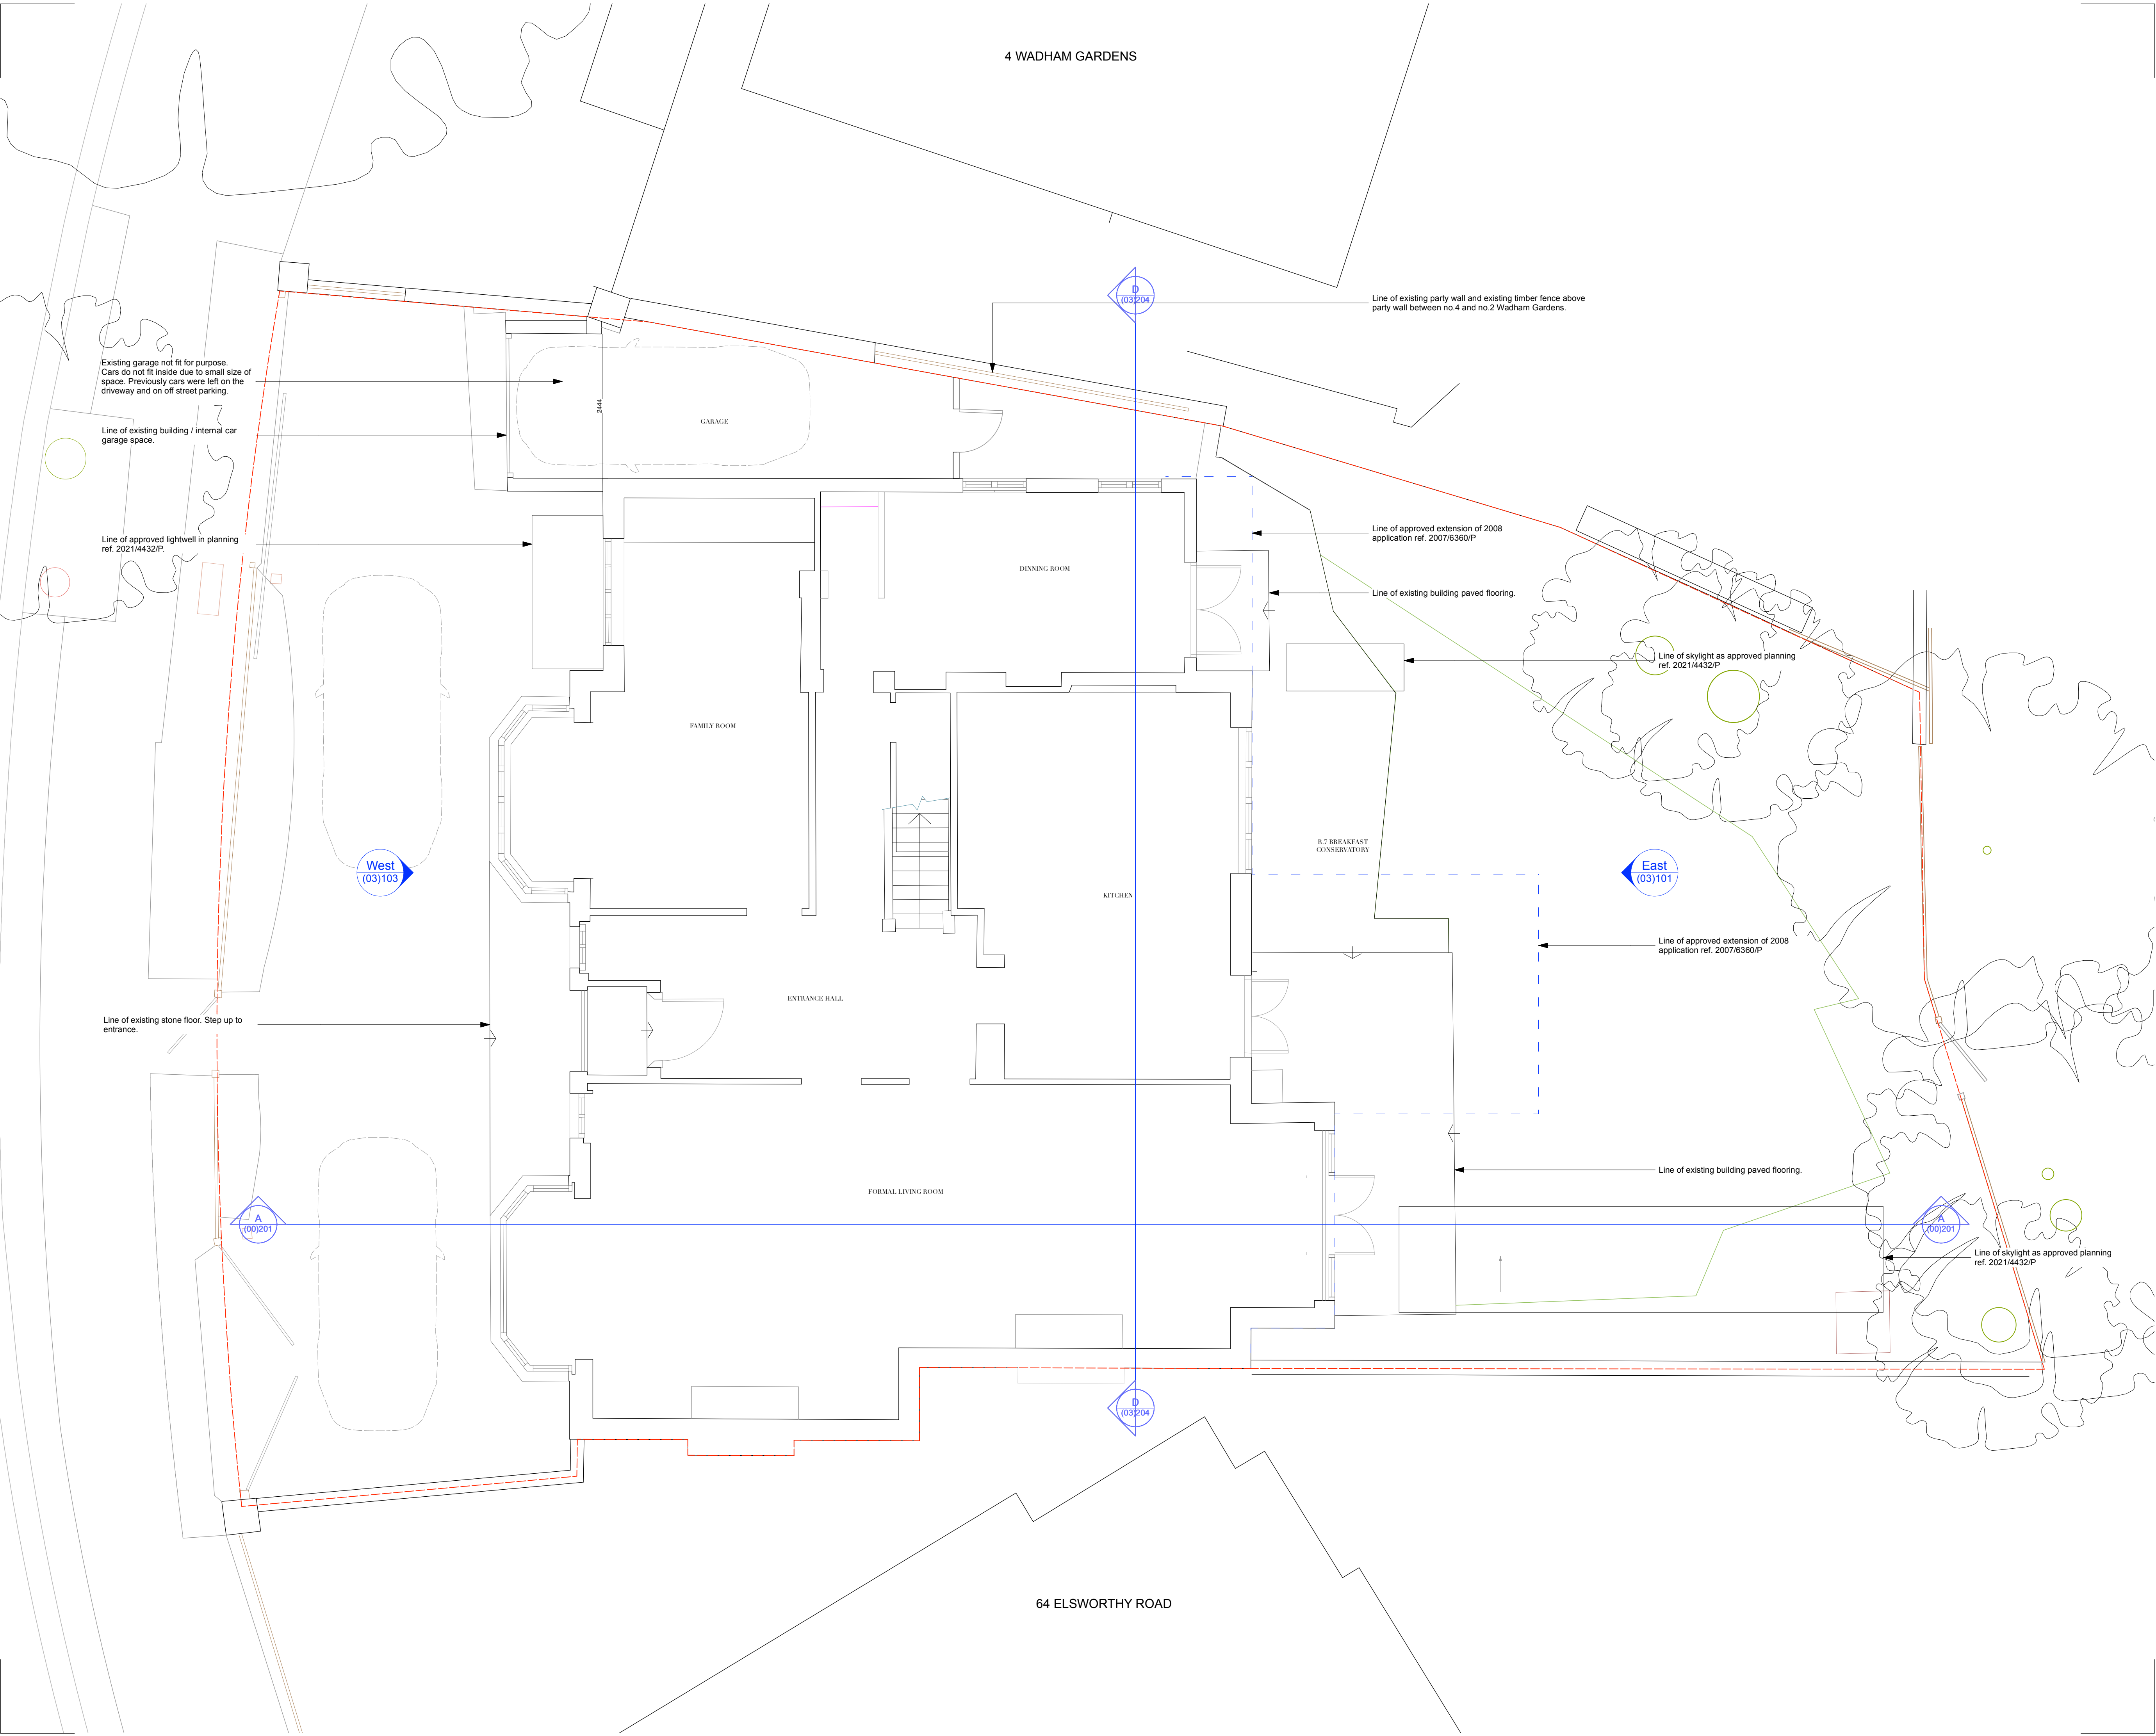 4 WADHAM GARDENS
D
(03)204
Line of existing party wall and existing timber fence above
party wall between no.4 and no.2 Wadham Gardens.
Existing garage not fit for purpose.
Cars do not fit inside due to small size of
space. Previously cars were left on the
driveway and on off street parking.
2444
GARAGE
Line of existing building / internal car
garage space.
Line of approved extension of 2008
application ref. 2007/6360/P
Line of approved lightwell in planning
ref. 2021/4432/P.
DINNING ROOM
Line of existing building paved flooring.
Line of skylight as approved planning
ref. 2021/4432/P
FAMILY ROOM
R.7 BREAKFAST
CONSERVATORY
West
(03)103
East
(03)101
KITCHEN
Line of approved extension of 2008
application ref. 2007/6360/P
ENTRANCE HALL
Line of existing stone floor. Step up to
entrance.
Line of existing building paved flooring.
FORMAL LIVING ROOM
A
(00)201
A
(00)201
Line of skylight as approved planning
ref. 2021/4432/P
D
(03)204
64 ELSWORTHY ROAD